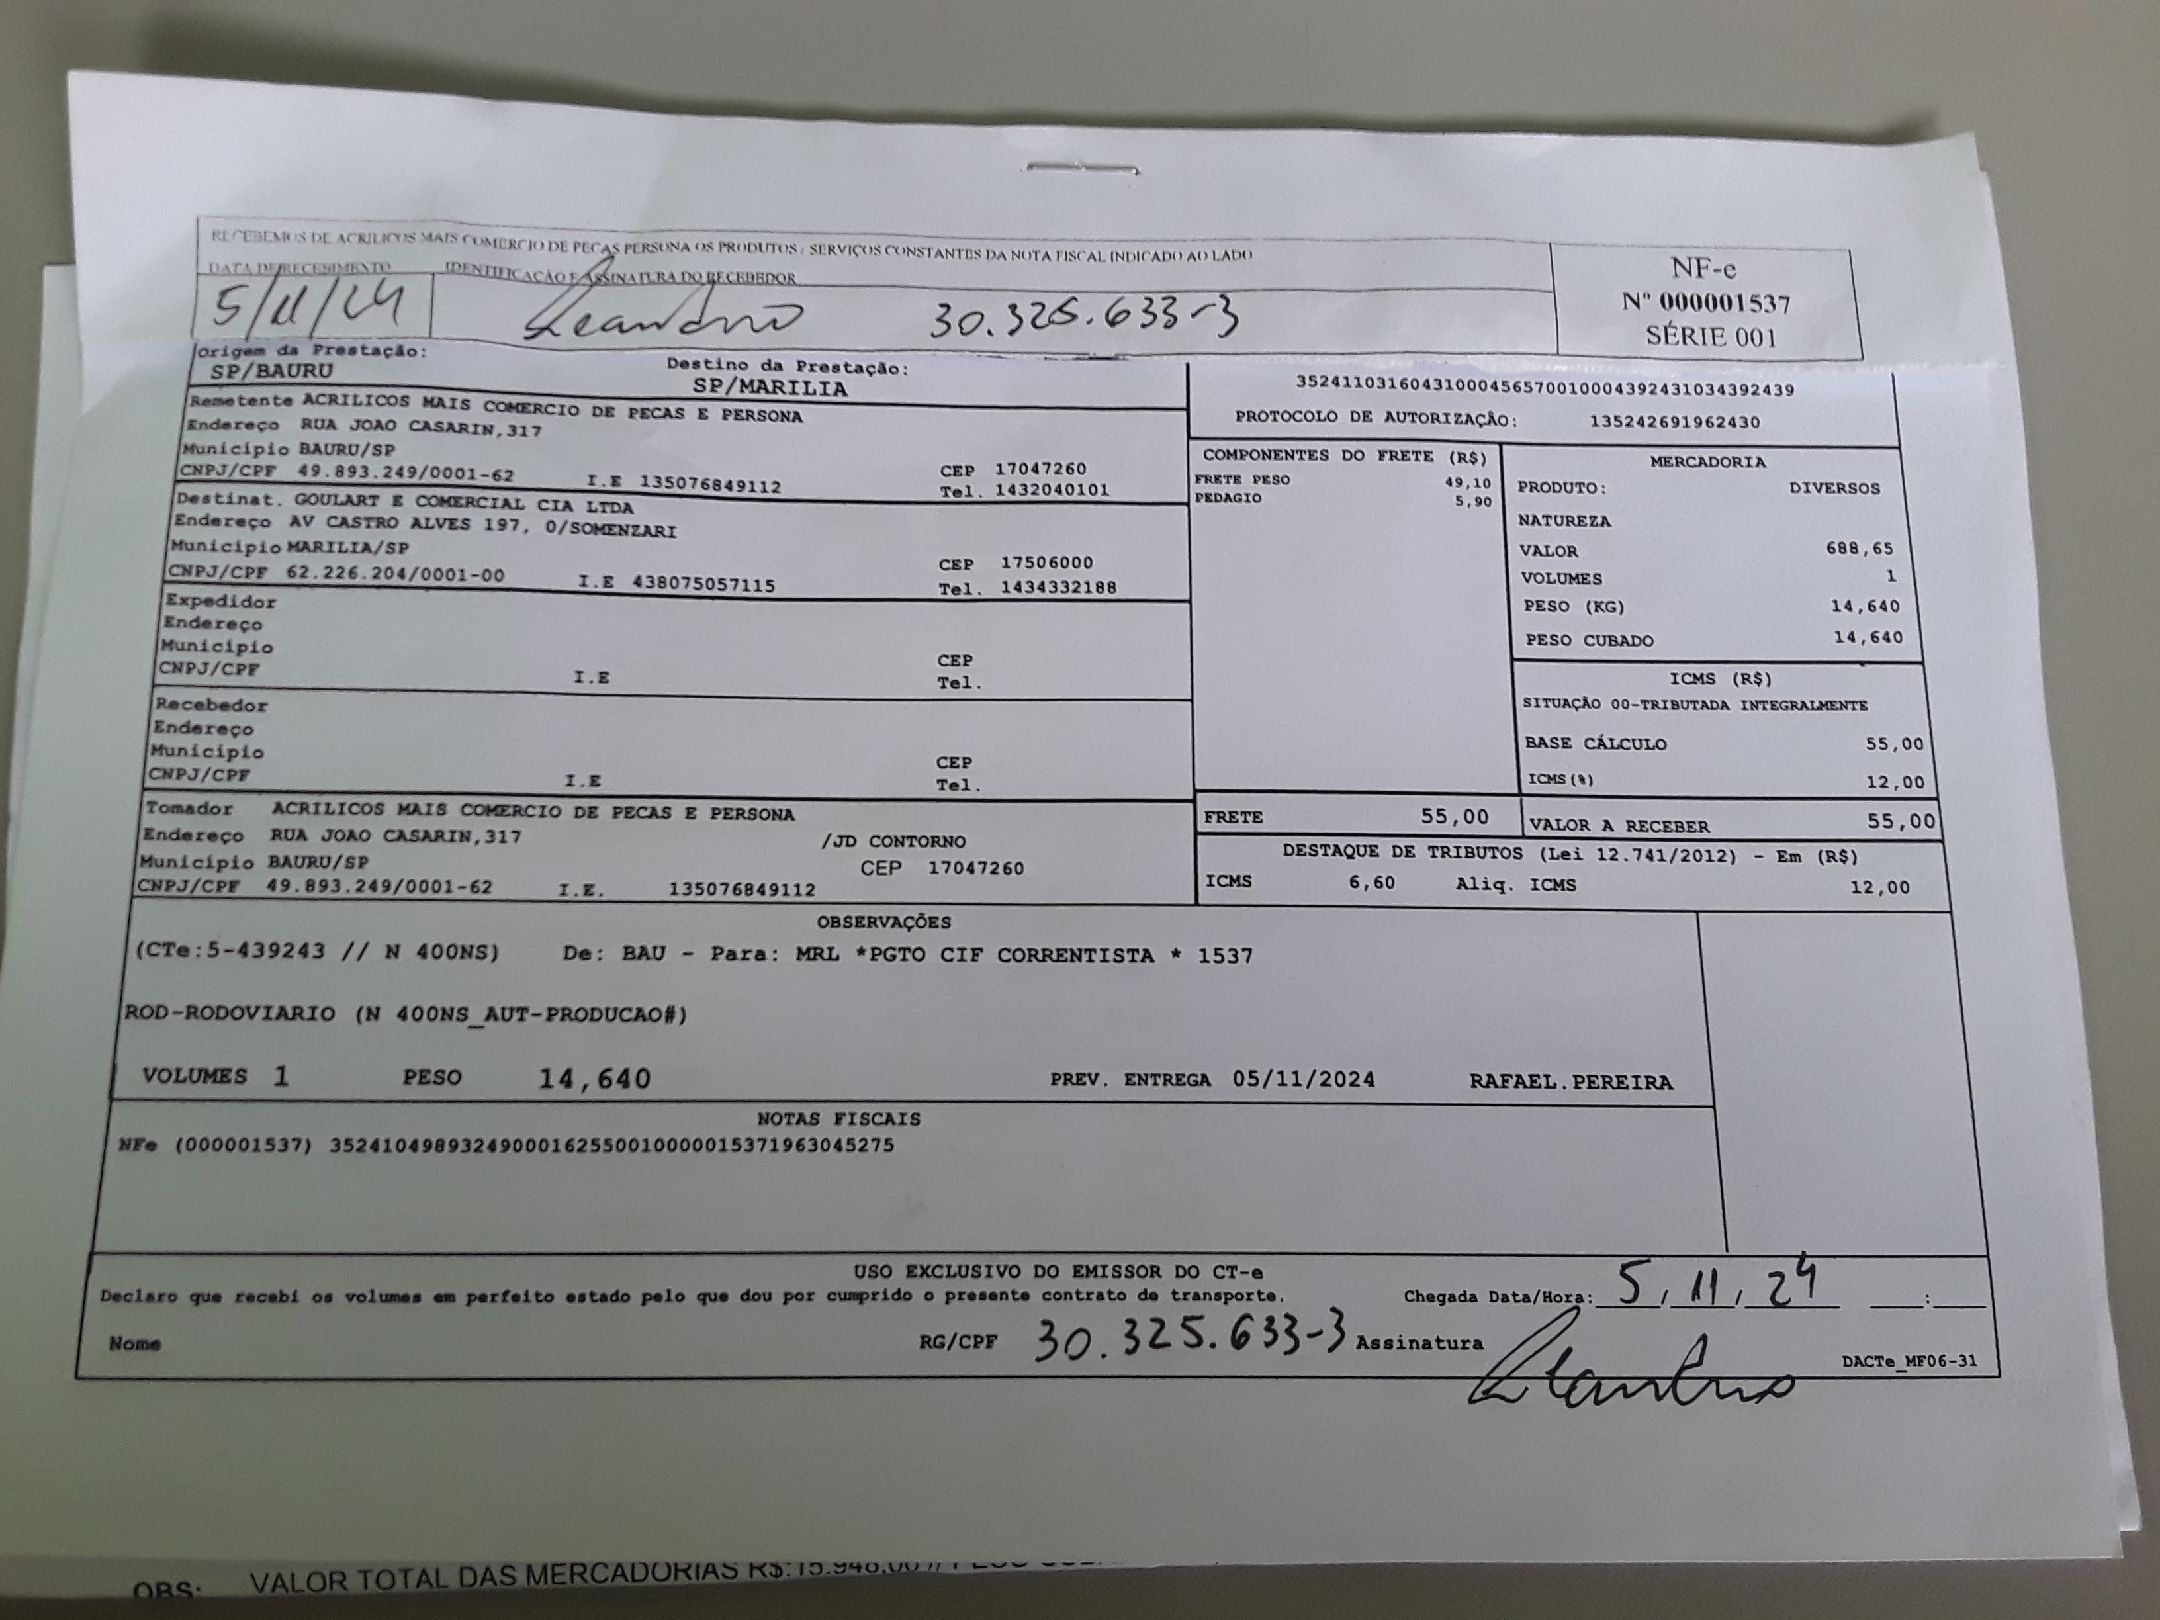 RECEBEMOS DE ACRILICOS MAIS COMERCIO DE PECAS PERSONA OS PRODUTOS / SERVIÇOS CONSTANTES DA NOTA FISCAL INDICADO AO LADO
DATA DE RECEBIMENTO IDENTIFICAÇÃO E ASSINATURA DO RECEBEDOR
5/11/24 Leandro 30.325.633-3
NF-e
Nº 000001537
SÉRIE 001
Origem da Prestação: Destino da Prestação:
SP/BAURU SP/MARILIA
Remetente ACRILICOS MAIS COMERCIO DE PECAS E PERSONA
Endereço RUA JOAO CASARIN,317
Município BAURU/SP CEP 17047260
CNPJ/CPF 49.893.249/0001-62 I.E 135076849112 Tel. 1432040101
Destinat. GOULART E COMERCIAL CIA LTDA
Endereço AV CASTRO ALVES 197, 0/SOMENZARI
Município MARILIA/SP CEP 17506000
CNPJ/CPF 62.226.204/0001-00 I.E 438075057115 Tel. 1434332188
Expedidor
Endereço
Município CEP
CNPJ/CPF I.E Tel.
Recebedor
Endereço
Município CEP
CNPJ/CPF I.E Tel.
Tomador ACRILICOS MAIS COMERCIO DE PECAS E PERSONA
Endereço RUA JOAO CASARIN,317 /JD CONTORNO
Município BAURU/SP CEP 17047260
CNPJ/CPF 49.893.249/0001-62 I.E. 135076849112
35241103160431000456570010004392431034392439
PROTOCOLO DE AUTORIZAÇÃO: 135242691962430
COMPONENTES DO FRETE (R$)
FRETE PESO 49,10
PEDAGIO 5,90
MERCADORIA
PRODUTO: DIVERSOS
NATUREZA
VALOR 688,65
VOLUMES 1
PESO (KG) 14,640
PESO CUBADO 14,640
ICMS (R$)
SITUAÇÃO 00-TRIBUTADA INTEGRALMENTE
BASE CÁLCULO 55,00
ICMS(%) 12,00
FRETE 55,00 VALOR A RECEBER 55,00
DESTAQUE DE TRIBUTOS (Lei 12.741/2012) - Em (R$)
ICMS 6,60 Aliq. ICMS 12,00
OBSERVAÇÕES
(CTe:5-439243 // N 400NS) De: BAU - Para: MRL *PGTO CIF CORRENTISTA * 1537
ROD-RODOVIARIO (N 400NS_AUT-PRODUCAO#)
VOLUMES 1 PESO 14,640 PREV. ENTREGA 05/11/2024 RAFAEL.PEREIRA
NOTAS FISCAIS
NFe (000001537) 35241049893249000162550010000015371963045275
USO EXCLUSIVO DO EMISSOR DO CT-e
Declaro que recebi os volumes em perfeito estado pelo que dou por cumprido o presente contrato de transporte. Chegada Data/Hora: 5/11/24 :
Nome RG/CPF 30.325.633-3 Assinatura Leandro
DACTe_MF06-31
OBS: VALOR TOTAL DAS MERCADORIAS R$:15.948,00 //